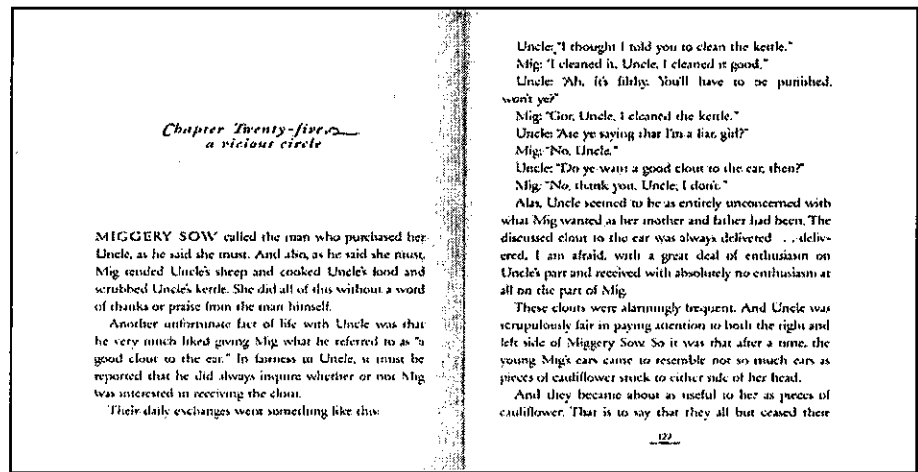 Chapter Twenty-five
a vicious circle
MIGGERY SOW called the man who purchased her
Uncle, as he said she must. And also, as he said she must,
Mig tended Uncle's sheep and cooked Uncle's food and
scrubbed Uncle's kettle. She did all of this without a word
of thanks or praise from the man himself.
Another unfortunate fact of life with Uncle was that
he very much liked giving Mig what he referred to as "a
good clout to the ear." In fairness to Uncle, it must be
reported that he did always inquire whether or not Mig
was interested in receiving the clout.
Their daily exchanges went something like this:
Uncle: "I thought I told you to clean the kettle."
Mig: "I cleaned it, Uncle. I cleaned it good."
Uncle: "Ah, it's filthy. You'll have to be punished,
won't ye?"
Mig: "Gor, Uncle, I cleaned the kettle."
Uncle: "Are ye saying that I'm a liar, girl?"
Mig: "No, Uncle."
Uncle: "Do ye want a good clout to the ear, then?"
Mig: "No, thank you, Uncle, I don't."
Alas, Uncle seemed to be as entirely unconcerned with
what Mig wanted as her mother and father had been. The
discussed clout to the ear was always delivered . . . deliv-
ered, I am afraid, with a great deal of enthusiasm on
Uncle's part and received with absolutely no enthusiasm at
all on the part of Mig.
These clouts were alarmingly frequent. And Uncle was
scrupulously fair in paying attention to both the right and
left side of Miggery Sow. So it was that after a time, the
young Mig's ears came to resemble not so much ears as
pieces of cauliflower stuck to either side of her head.
And they became about as useful to her as pieces of
cauliflower. That is to say that they all but ceased their
127